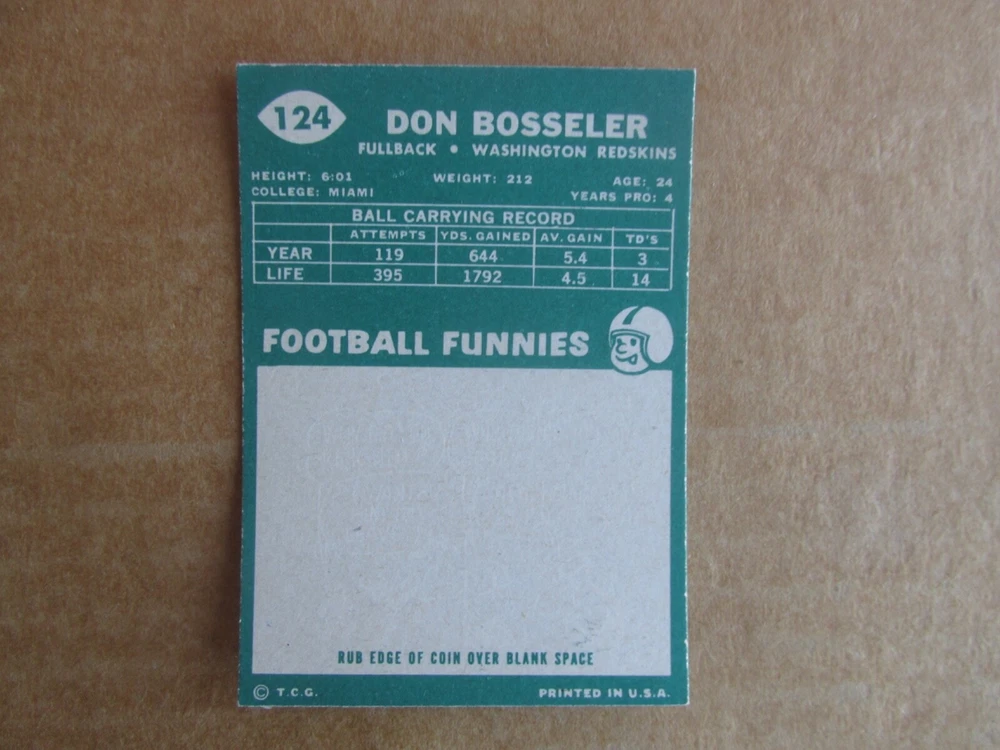 124
DON BOSSELER
FULLBACK • WASHINGTON REDSKINS
HEIGHT: 6:01 WEIGHT: 212 AGE: 24
COLLEGE: MIAMI YEARS PRO: 4
BALL CARRYING RECORD
ATTEMPTS YDS. GAINED AV. GAIN TD'S
YEAR 119 644 5.4 3
LIFE 395 1792 4.5 14
FOOTBALL FUNNIES
RUB EDGE OF COIN OVER BLANK SPACE
© T.C.G. PRINTED IN U.S.A.